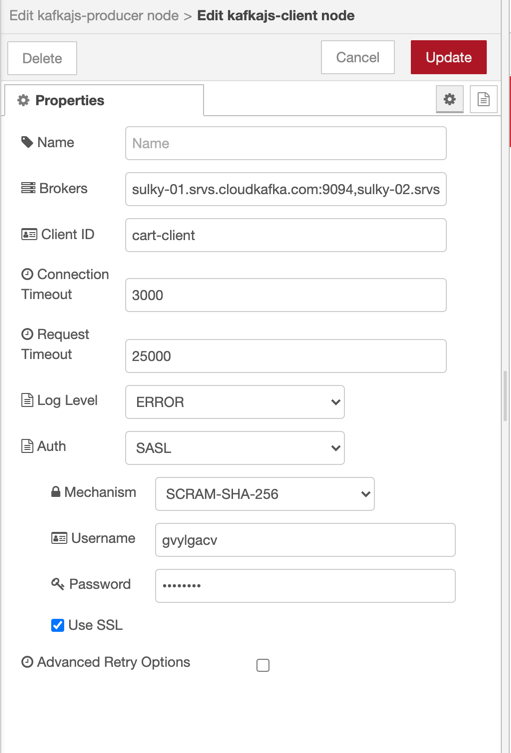 Edit kafkajs-producer node > Edit kafkajs-client node
Delete
Cancel
Update
Properties
Name
Name
Brokers
sulky-01.srvs.cloudkafka.com:9094,sulky-02.srvs
Client ID
cart-client
Connection
Timeout
3000
Request
Timeout
25000
Log Level
ERROR
Auth
SASL
Mechanism
SCRAM-SHA-256
Username
gvylgacv
Password
••••••••
Use SSL
Advanced Retry Options